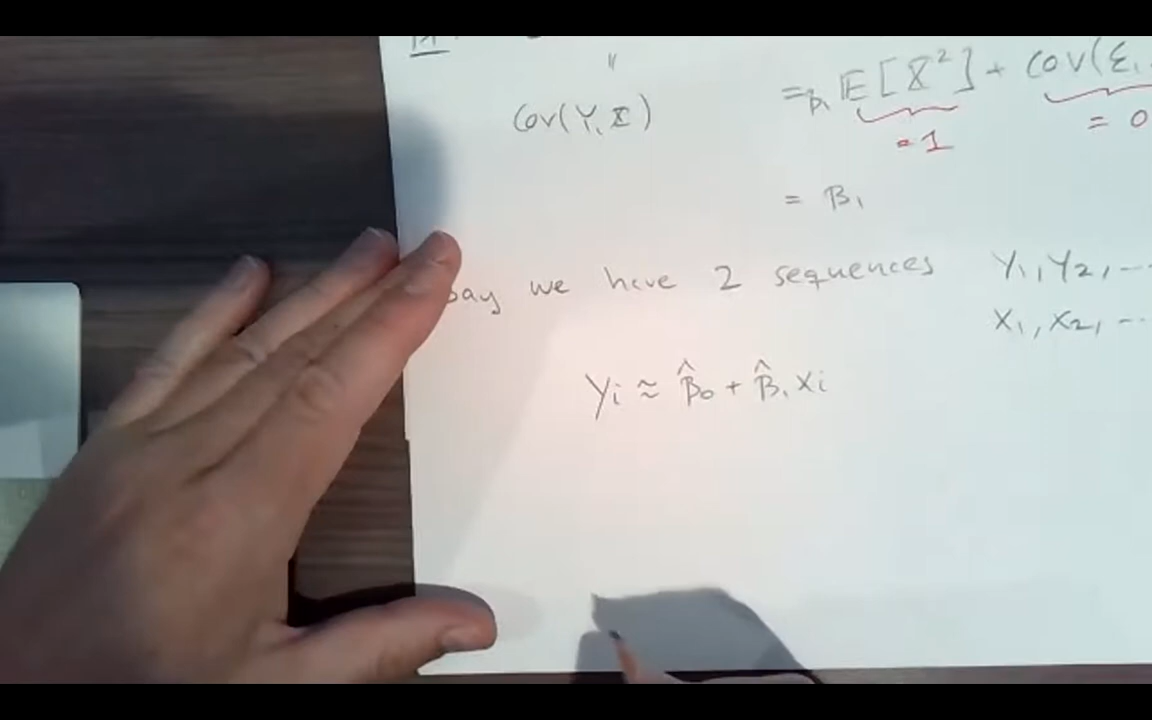 = β₁ E[X²] + Cov(ε,
Cov(Y, X)
= 1
= 0
= β₁
Say we have 2 sequences Y₁, Y₂, ...
X₁, X₂, ...
Yᵢ ≈ β̂₀ + β̂₁ xᵢ